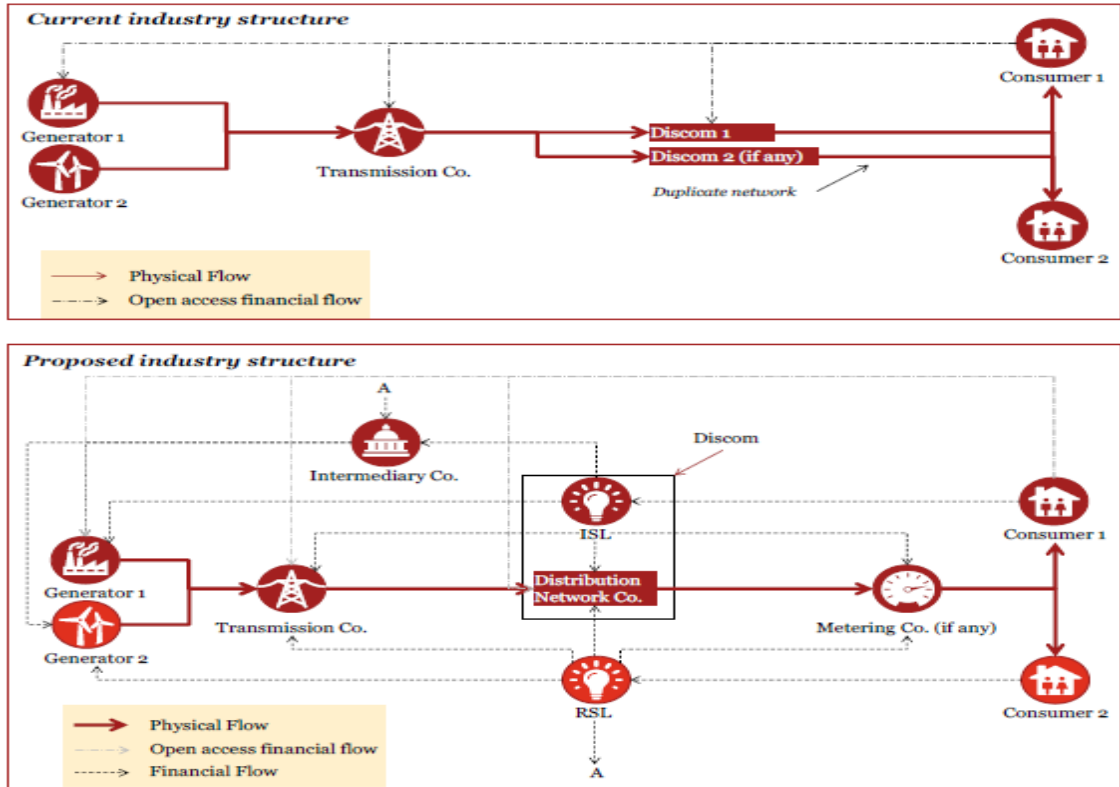 Current industry structure
Consumer 1
Generator 1
Discom 1
Discom 2 (if any)
Transmission Co.
Duplicate network
Generator 2
Consumer 2
Physical Flow
Open access financial flow
Proposed industry structure
A
Discom
Intermediary Co.
ISL
Consumer 1
Generator 1
Distribution
Network Co.
Transmission Co.
Metering Co. (if any)
Generator 2
RSL
Consumer 2
Physical Flow
Open access financial flow
Financial Flow
A